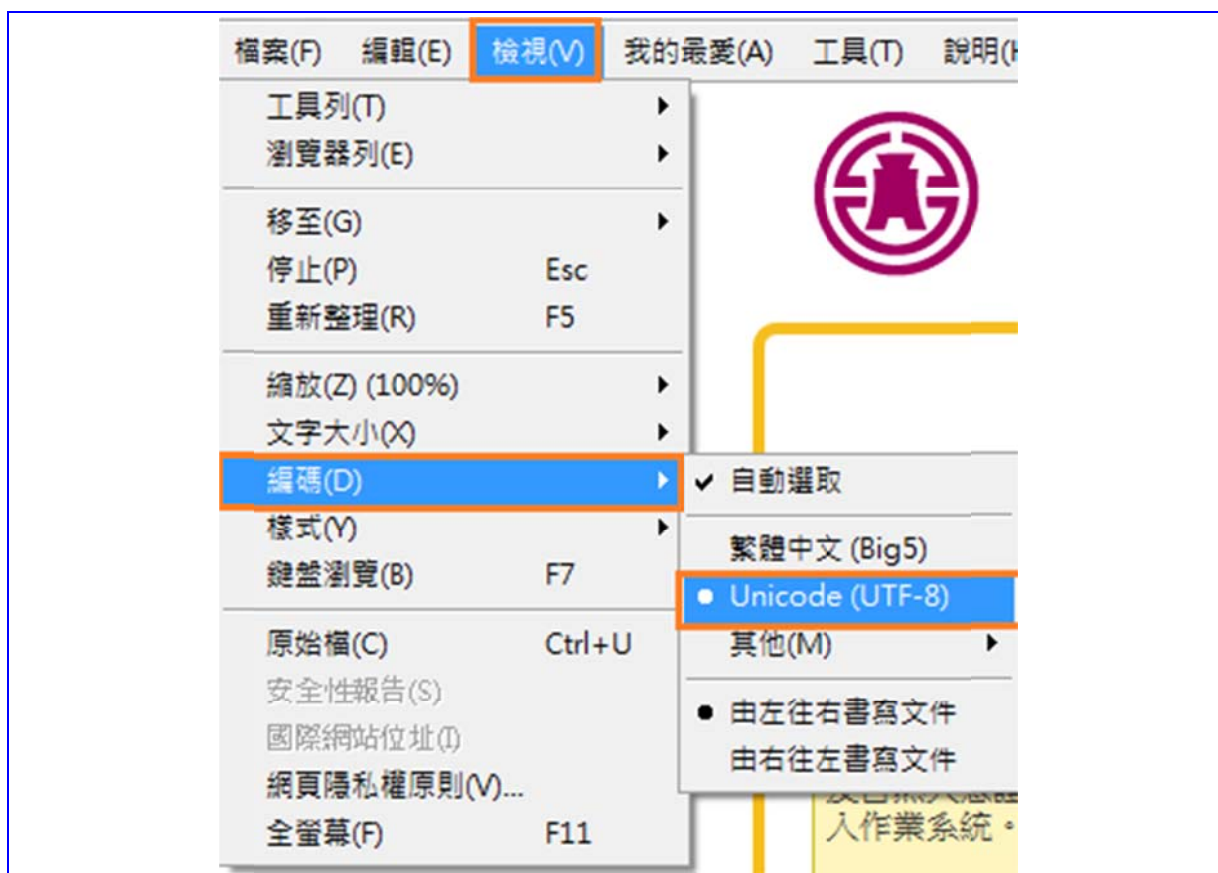 檔案(F) 編輯(E) 檢視(V) 我的最愛(A) 工具(T) 說明(
工具列(T)
瀏覽器列(E)
移至(G)
停止(P) Esc
重新整理(R) F5
縮放(Z) (100%)
文字大小(X)
編碼(D)
樣式(Y)
鍵盤瀏覽(B) F7
原始檔(C) Ctrl+U
安全性報告(S)
國際網站位址(I)
網頁隱私權原則(V)...
全螢幕(F) F11
自動選取
繁體中文 (Big5)
Unicode (UTF-8)
其他(M)
由左往右書寫文件
由右往左書寫文件
入作業系統。